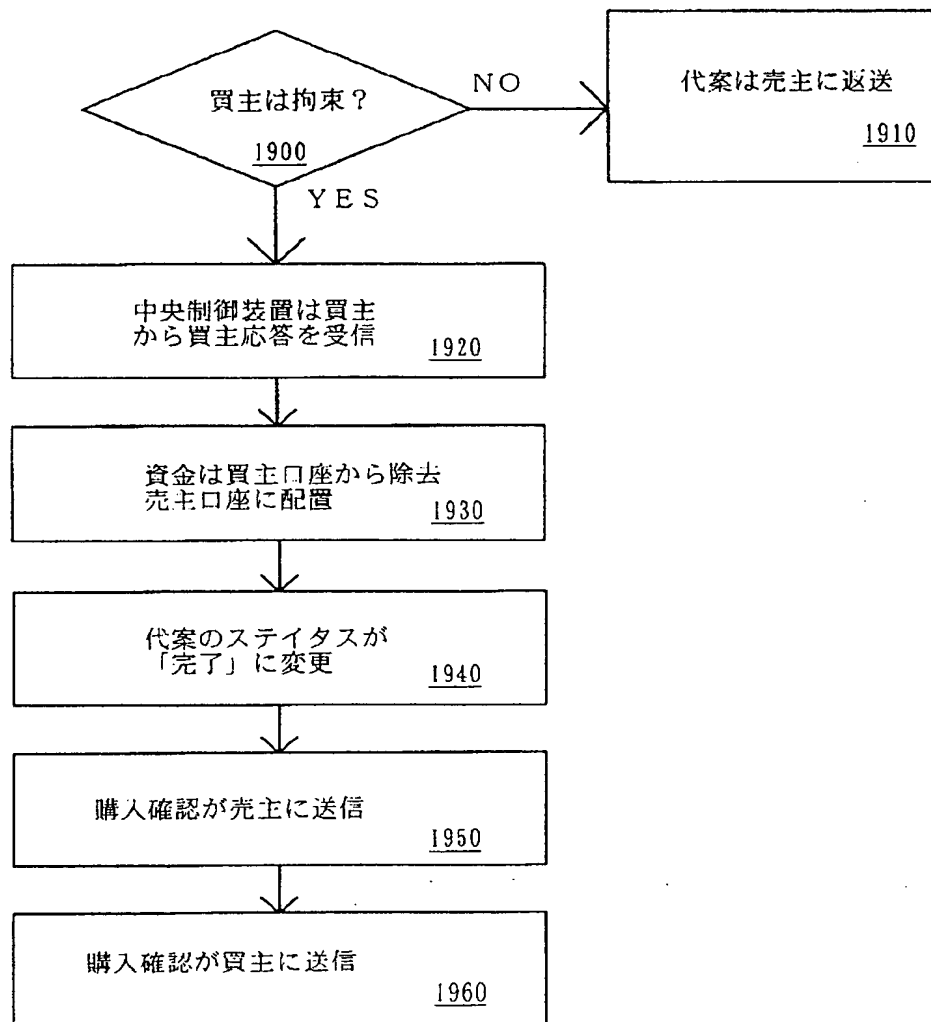 買主は拘束？
1900
NO
代案は売主に返送
1910
YES
中央制御装置は買主
から買主応答を受信
1920
資金は買主口座から除去
売主口座に配置
1930
代案のステイタスが
「完了」に変更
1940
購入確認が売主に送信
1950
購入確認が買主に送信
1960